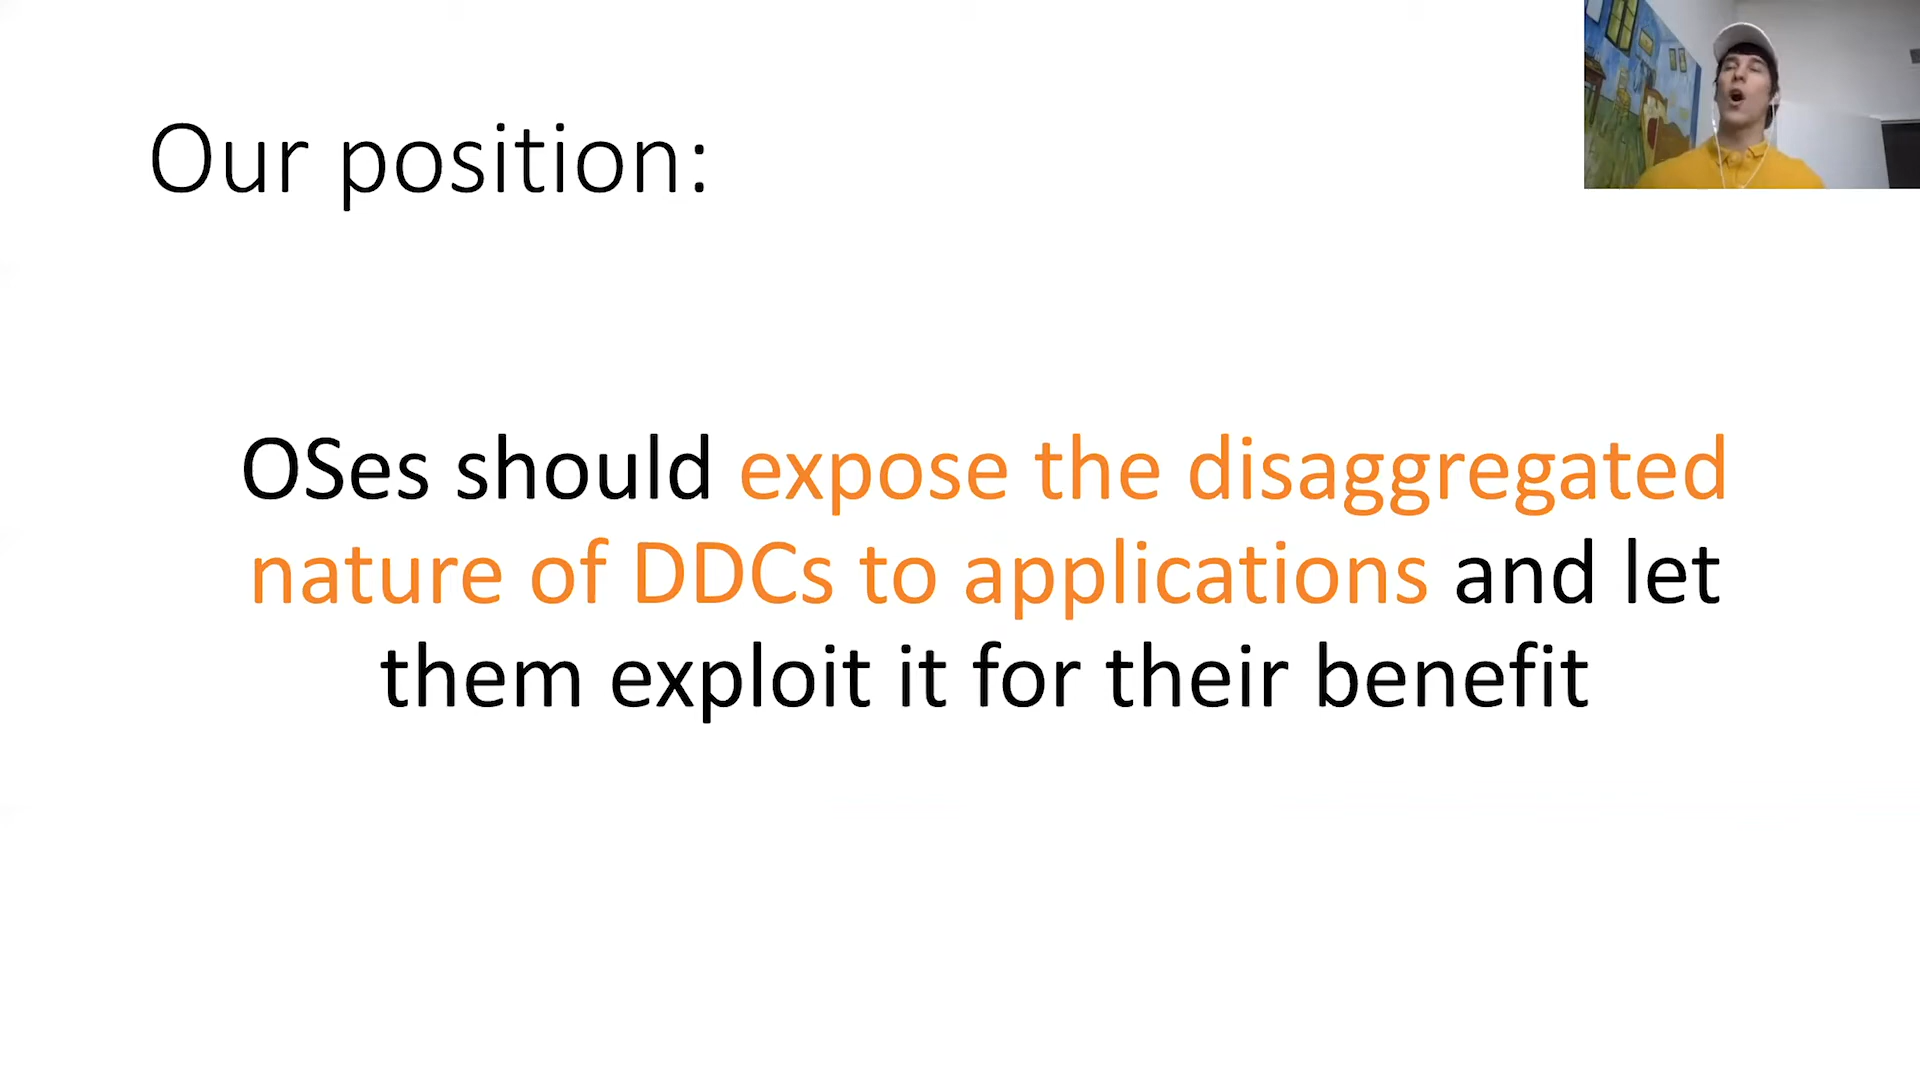 Our position:
OSes should expose the disaggregated
nature of DDCs to applications and let
them exploit it for their benefit